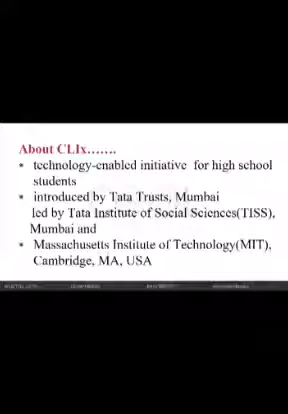 About CLIx.......
• technology-enabled initiative for high school
students
• introduced by Tata Trusts, Mumbai
led by Tata Institute of Social Sciences(TISS),
Mumbai and
• Massachusetts Institute of Technology(MIT),
Cambridge, MA, USA